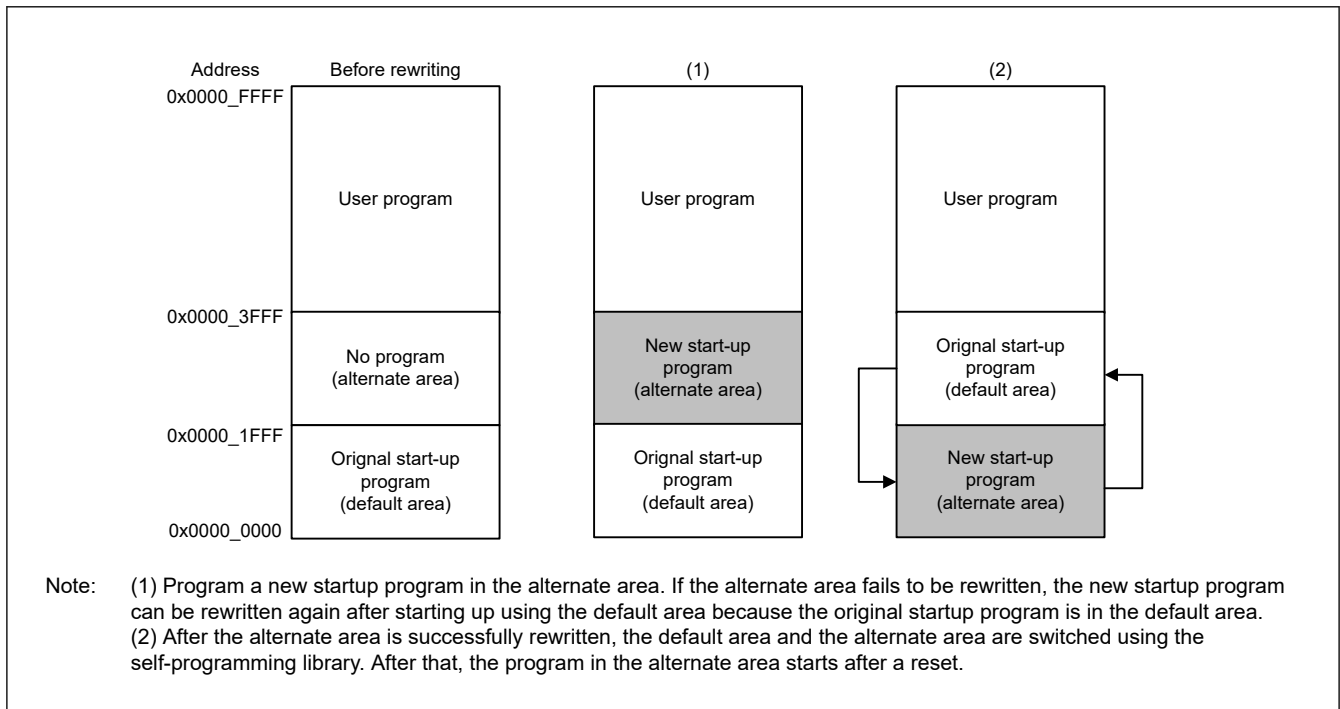 Address Before rewriting (1) (2)
0x0000_FFFF
User program User program User program
0x0000_3FFF
No program
(alternate area)
New start-up
program
(alternate area)
Orignal start-up
program
(default area)
0x0000_1FFF
Orignal start-up
program
(default area)
Orignal start-up
program
(default area)
New start-up
program
(alternate area)
0x0000_0000
Note: (1) Program a new startup program in the alternate area. If the alternate area fails to be rewritten, the new startup program
can be rewritten again after starting up using the default area because the original startup program is in the default area.
(2) After the alternate area is successfully rewritten, the default area and the alternate area are switched using the
self-programming library. After that, the program in the alternate area starts after a reset.